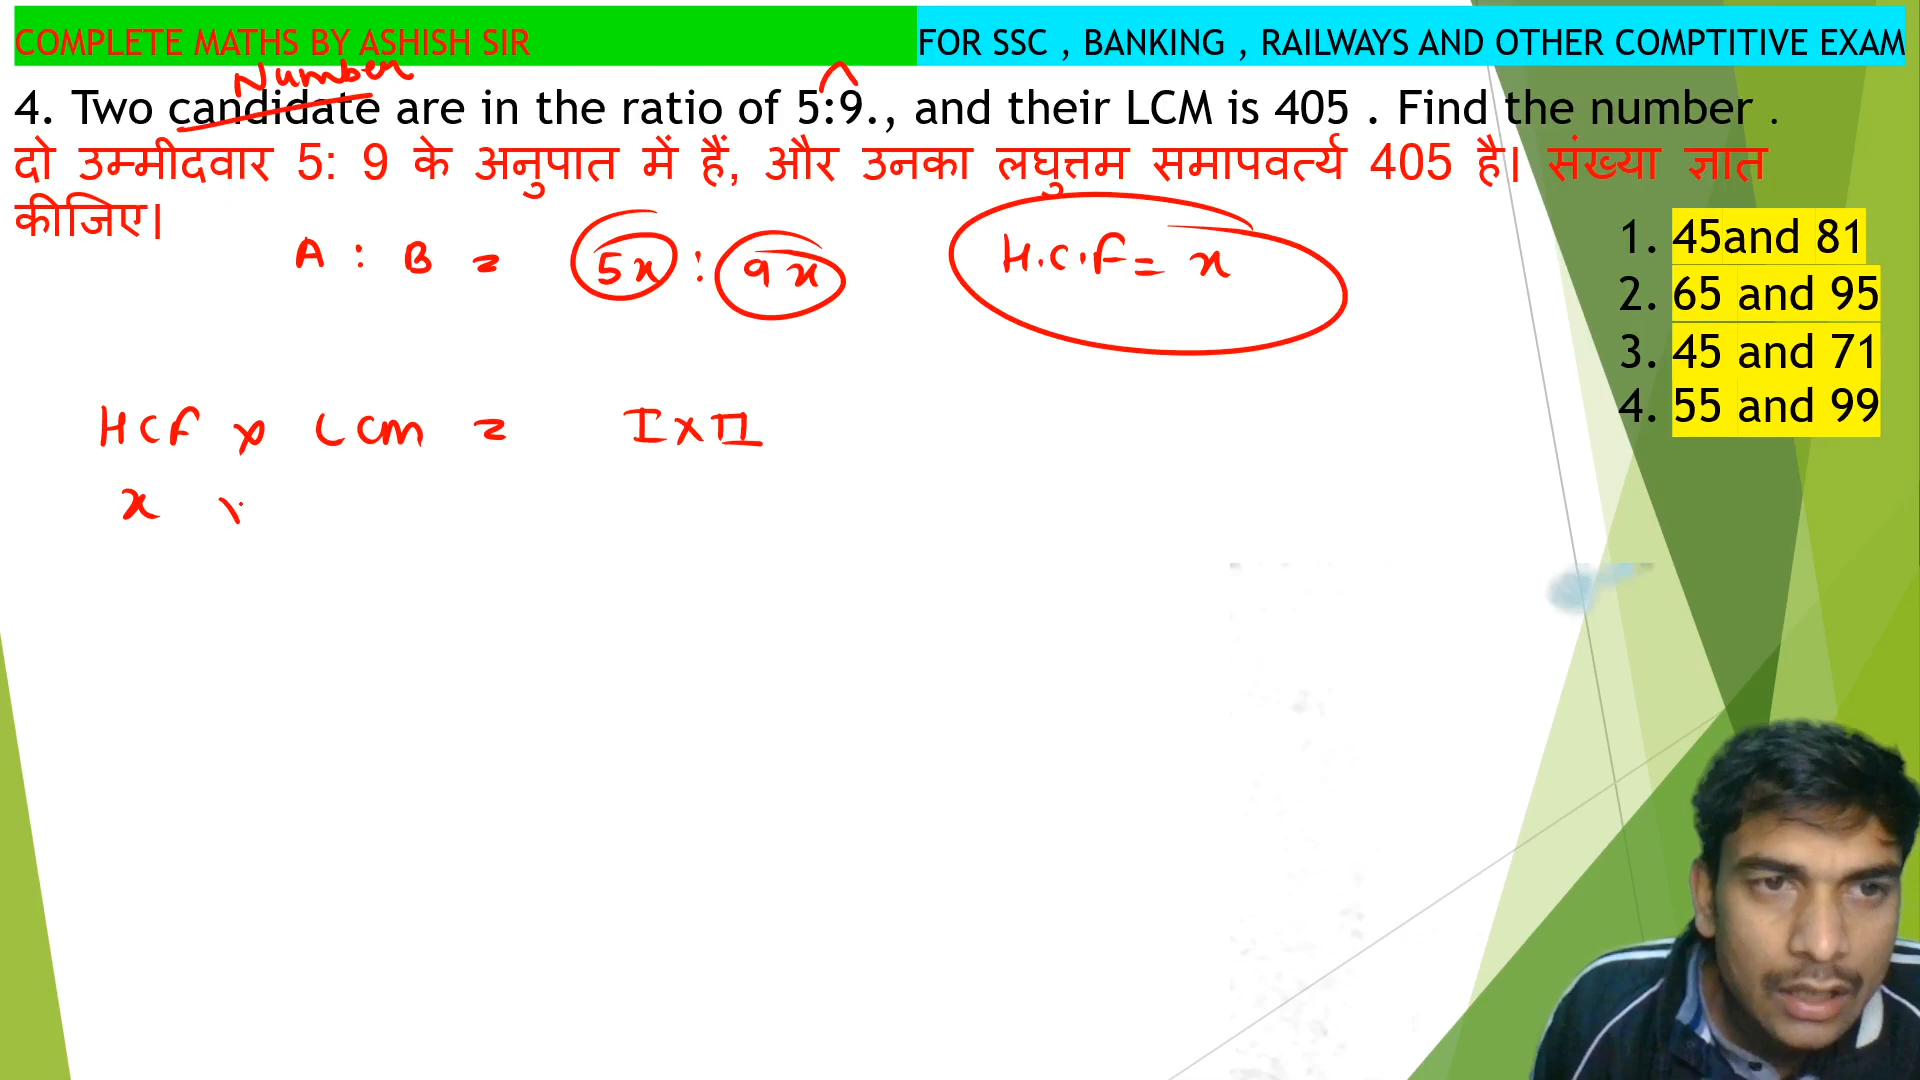 COMPLETE MATHS BY ASHISH SIR FOR SSC , BANKING , RAILWAYS AND OTHER COMPTITIVE EXAM
Number
4. Two candidate are in the ratio of 5:9., and their LCM is 405 . Find the number .
दो उम्मीदवार 5: 9 के अनुपात में हैं, और उनका लघुत्तम समापवर्त्य 405 है। संख्या ज्ञात
कीजिए।
A : B = 5x : 9x H.C.F = x
1. 45and 81
2. 65 and 95
3. 45 and 71
4. 55 and 99
HCF x LCM = I x II
x